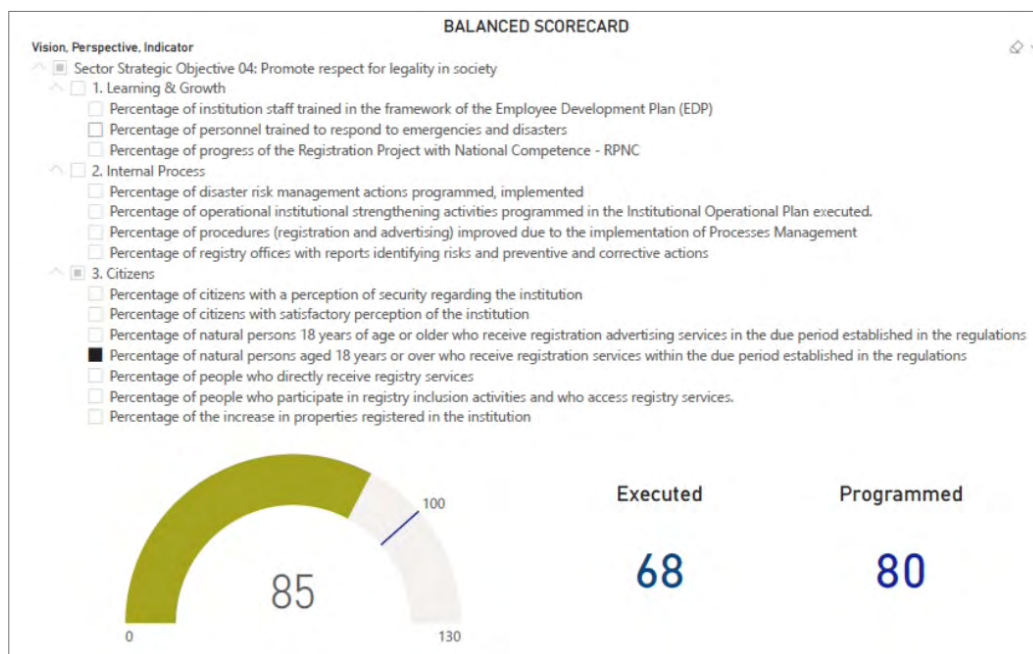 BALANCED SCORECARD
Vision, Perspective, Indicator
Sector Strategic Objective 04: Promote respect for legality in society
1. Learning & Growth
Percentage of institution staff trained in the framework of the Employee Development Plan (EDP)
Percentage of personnel trained to respond to emergencies and disasters
Percentage of progress of the Registration Project with National Competence - RPNC
2. Internal Process
Percentage of disaster risk management actions programmed, implemented
Percentage of operational institutional strengthening activities programmed in the Institutional Operational Plan executed.
Percentage of procedures (registration and advertising) improved due to the implementation of Processes Management
Percentage of registry offices with reports identifying risks and preventive and corrective actions
3. Citizens
Percentage of citizens with a perception of security regarding the institution
Percentage of citizens with satisfactory perception of the institution
Percentage of natural persons 18 years of age or older who receive registration advertising services in the due period established in the regulations
Percentage of natural persons aged 18 years or over who receive registration services within the due period established in the regulations
Percentage of people who directly receive registry services
Percentage of people who participate in registry inclusion activities and who access registry services.
Percentage of the increase in properties registered in the institution
100
85
0
130
Executed
Programmed
68
80